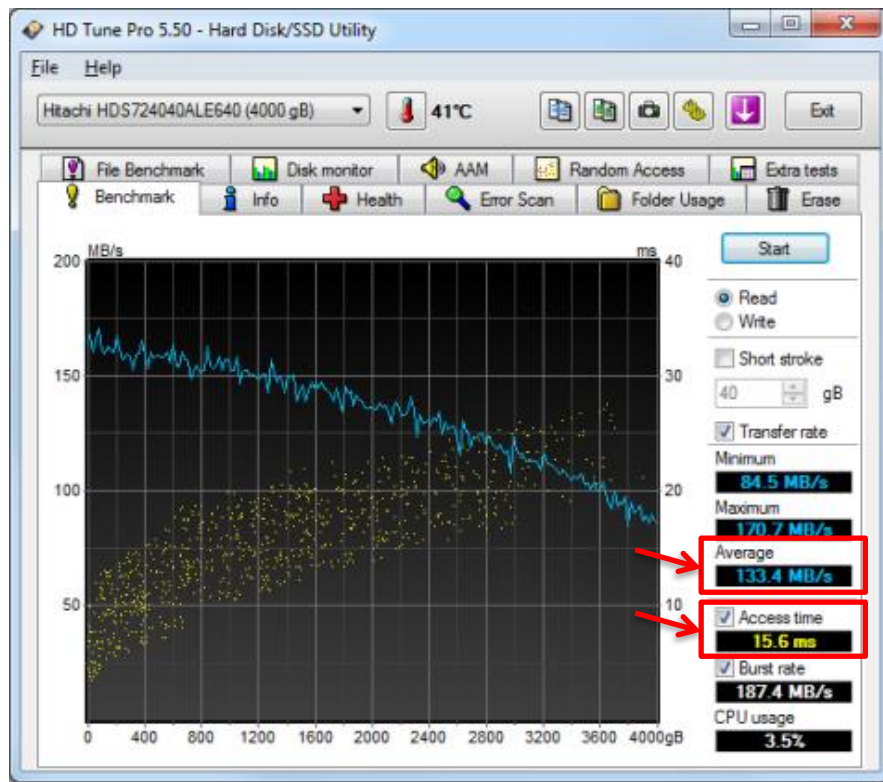 HD Tune Pro 5.50 - Hard Disk/SSD Utility
File Help
Hitachi HDS724040ALE640 (4000 gB) 41°C Exit
File Benchmark Disk monitor AAM Random Access Extra tests
Benchmark Info Health Error Scan Folder Usage Erase
MB/s ms
200 40
150 30
100 20
50 10
0 400 800 1200 1600 2000 2400 2800 3200 3600 4000gB
Start
Read
Write
Short stroke
40 gB
Transfer rate
Minimum
84.5 MB/s
Maximum
170.7 MB/s
Average
133.4 MB/s
Access time
15.6 ms
Burst rate
187.4 MB/s
CPU usage
3.5%